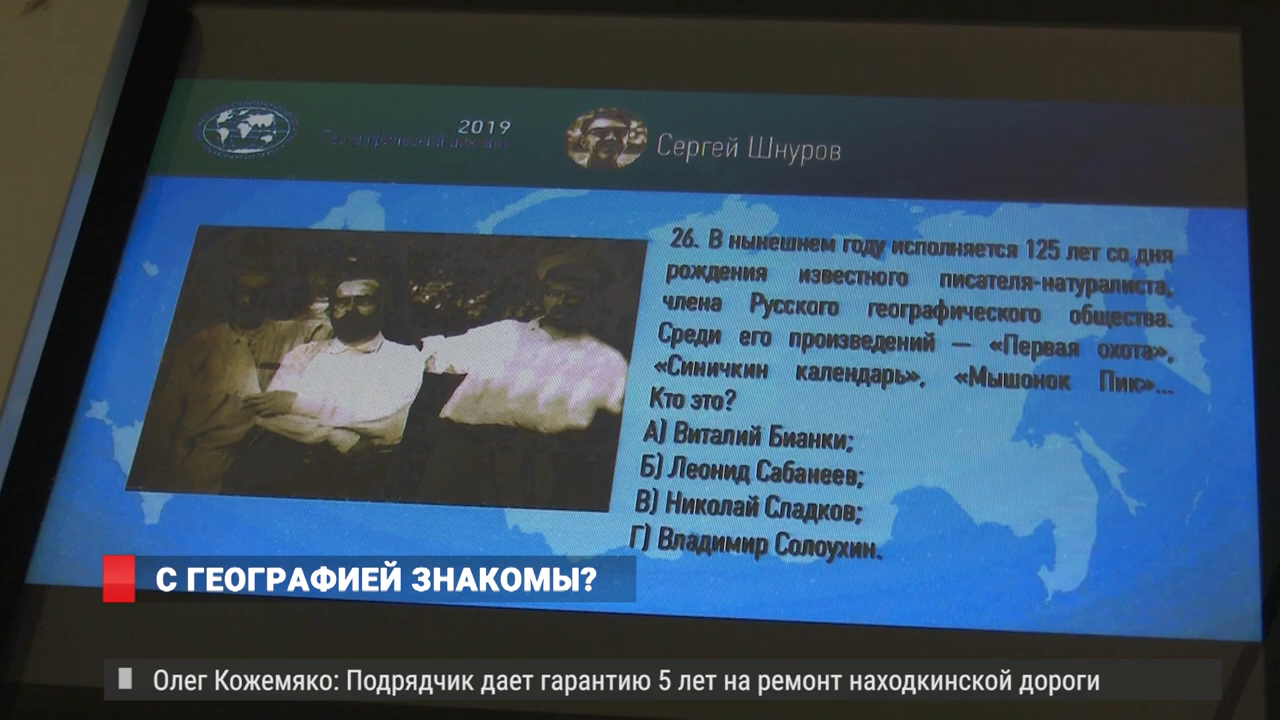 2019
Географический диктант
Сергей Шнуров
26. В нынешнем году исполняется 125 лет со дня
рождения известного писателя-натуралиста,
члена Русского географического общества.
Среди его произведений — «Первая охота»,
«Синичкин календарь», «Мышонок Пик»...
Кто это?
А) Виталий Бианки;
Б) Леонид Сабанеев;
В) Николай Сладков;
Г) Владимир Солоухин.
С ГЕОГРАФИЕЙ ЗНАКОМЫ?
Олег Кожемяко: Подрядчик дает гарантию 5 лет на ремонт находкинской дороги